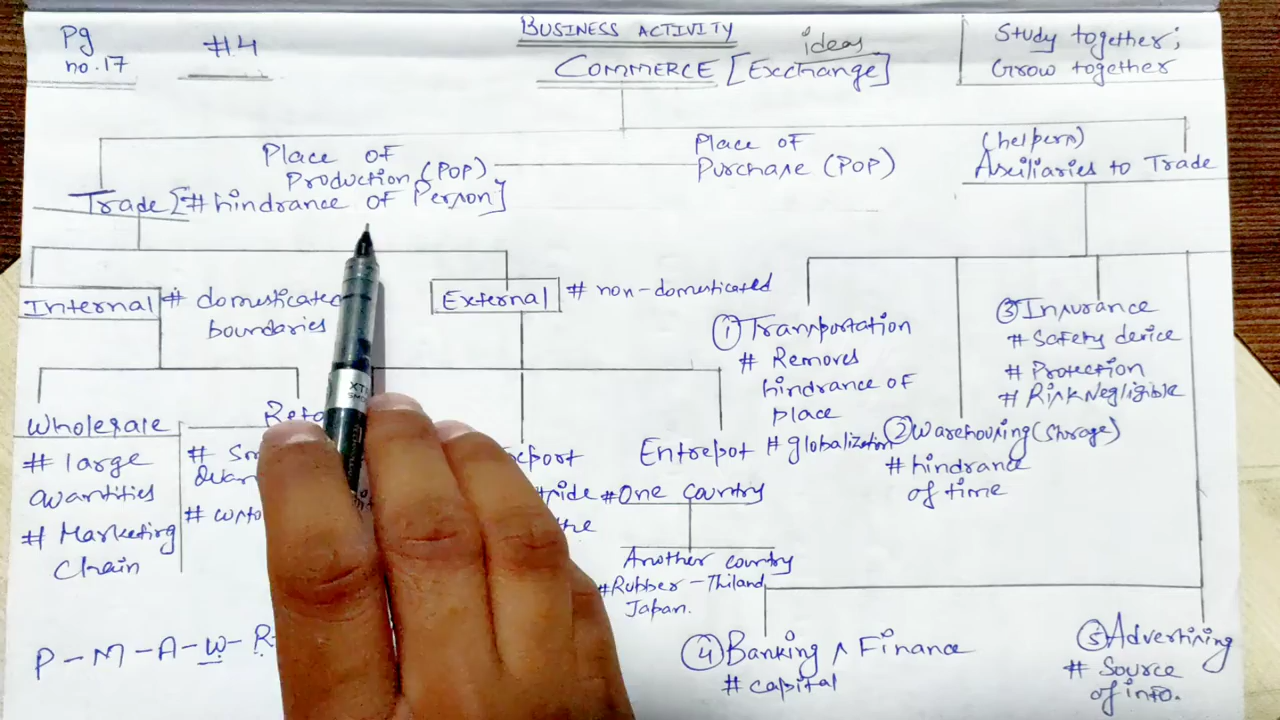 Pg
no.17
#4
BUSINESS ACTIVITY
ideas
COMMERCE [Exchange]
Study together;
Grow together
Place of
Production (POP)
Place of
Purchase (POP)
(helpers)
Auxiliaries to Trade
Trade [# hindrance of Person]
Internal
# domesticated
boundaries
External
# non-domesticated
Wholesale
# large
quantities
# Marketing
Chain
P-M-A-W-R
Entrepot
# One country
Another country
# Rubber - Thiland
Japan.
① Transportation
# Removes
hindrance of
place
# globalization
② Warehousing (Storage)
# hindrance
of time
③ Insurance
# Safety device
# Protection
# Risk Negligible
④ Banking & Finance
# capital
⑤ Advertising
# Source
of info.